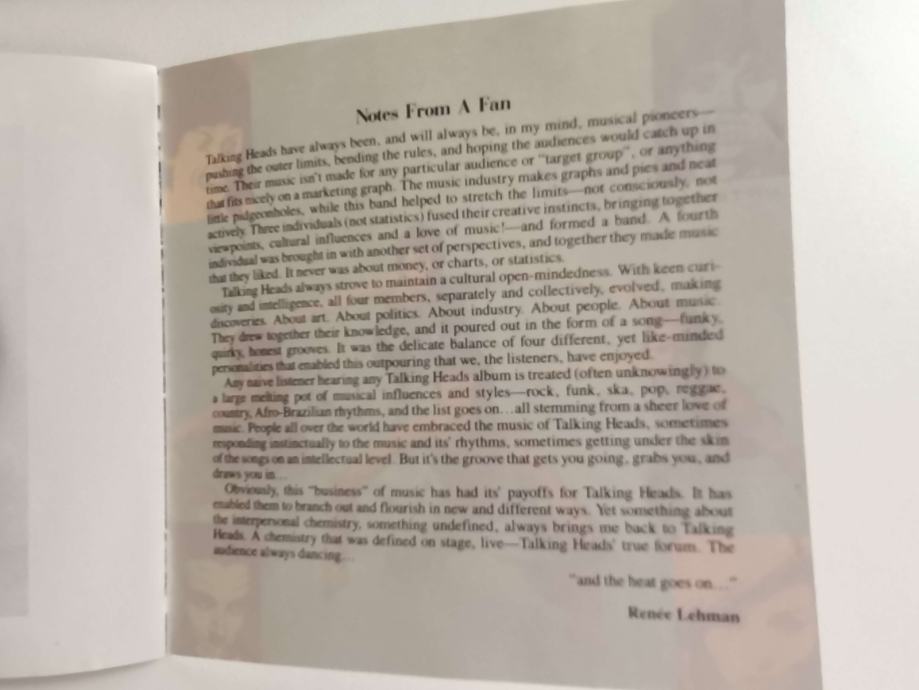 Notes From A Fan
Talking Heads have always been, and will always be, in my mind, musical pioneers—
pushing the outer limits, bending the rules, and hoping the audiences would catch up in
time. Their music isn't made for any particular audience or "target group", or anything
that fits nicely on a marketing graph. The music industry makes graphs and pies and neat
little pidgeonholes, while this band helped to stretch the limits—not consciously, not
actively. Three individuals (not statistics) fused their creative instincts, bringing together
viewpoints, cultural influences and a love of music!—and formed a band. A fourth
individual was brought in with another set of perspectives, and together they made music
that they liked. It never was about money, or charts, or statistics.
Talking Heads always strove to maintain a cultural open-mindedness. With keen curi-
osity and intelligence, all four members, separately and collectively, evolved, making
discoveries. About art. About politics. About industry. About people. About music.
They drew together their knowledge, and it poured out in the form of a song—funky,
quirky, honest grooves. It was the delicate balance of four different, yet like-minded
personalities that enabled this outpouring that we, the listeners, have enjoyed.
Any naive listener hearing any Talking Heads album is treated (often unknowingly) to
a large melting pot of musical influences and styles—rock, funk, ska, pop, reggae,
country, Afro-Brazilian rhythms, and the list goes on...all stemming from a sheer love of
music. People all over the world have embraced the music of Talking Heads, sometimes
responding instinctually to the music and its' rhythms, sometimes getting under the skin
of the songs on an intellectual level. But it's the groove that gets you going, grabs you, and
draws you in...
Obviously, this "business" of music has had its' payoffs for Talking Heads. It has
enabled them to branch out and flourish in new and different ways. Yet something about
the interpersonal chemistry, something undefined, always brings me back to Talking
Heads. A chemistry that was defined on stage, live—Talking Heads' true forum. The
audience always dancing...
"and the heat goes on..."
Renée Lehman